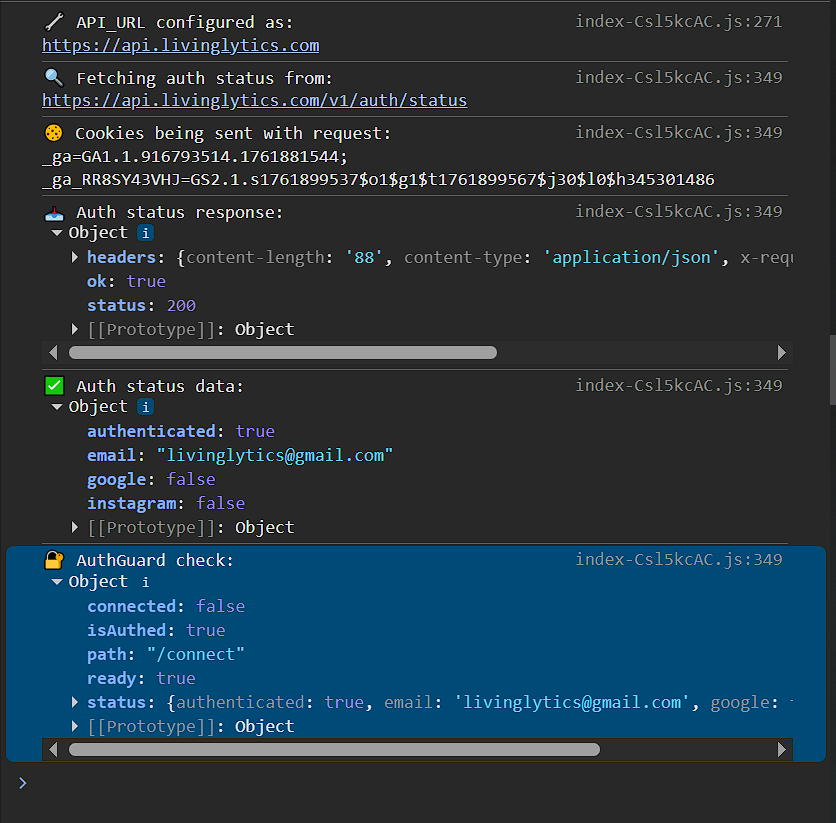 API_URL configured as: index-Csl5kcAC.js:271
https://api.livinglytics.com
Fetching auth status from: index-Csl5kcAC.js:349
https://api.livinglytics.com/v1/auth/status
Cookies being sent with request: index-Csl5kcAC.js:349
_ga=GA1.1.916793514.1761881544;
_ga_RR8SY43VHJ=GS2.1.s1761899537$o1$g1$t1761899567$j30$l0$h345301486
Auth status response: index-Csl5kcAC.js:349
Object i
headers: {content-length: '88', content-type: 'application/json', x-requ
ok: true
status: 200
[[Prototype]]: Object
Auth status data: index-Csl5kcAC.js:349
Object i
authenticated: true
email: "livinglytics@gmail.com"
google: false
instagram: false
[[Prototype]]: Object
AuthGuard check: index-Csl5kcAC.js:349
Object i
connected: false
isAuthed: true
path: "/connect"
ready: true
status: {authenticated: true, email: 'livinglytics@gmail.com', google:
[[Prototype]]: Object